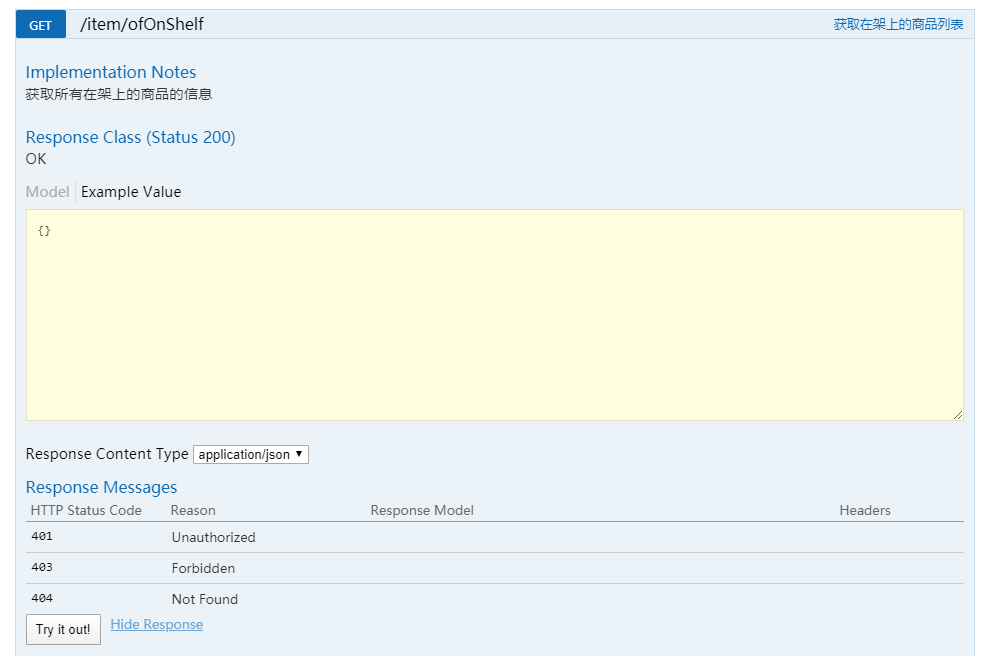 GET /item/ofOnShelf 获取在架上的商品列表
Implementation Notes
获取所有在架上的商品的信息
Response Class (Status 200)
OK
Model Example Value
{}
Response Content Type application/json
Response Messages
HTTP Status Code Reason Response Model Headers
401 Unauthorized
403 Forbidden
404 Not Found
Try it out! Hide Response